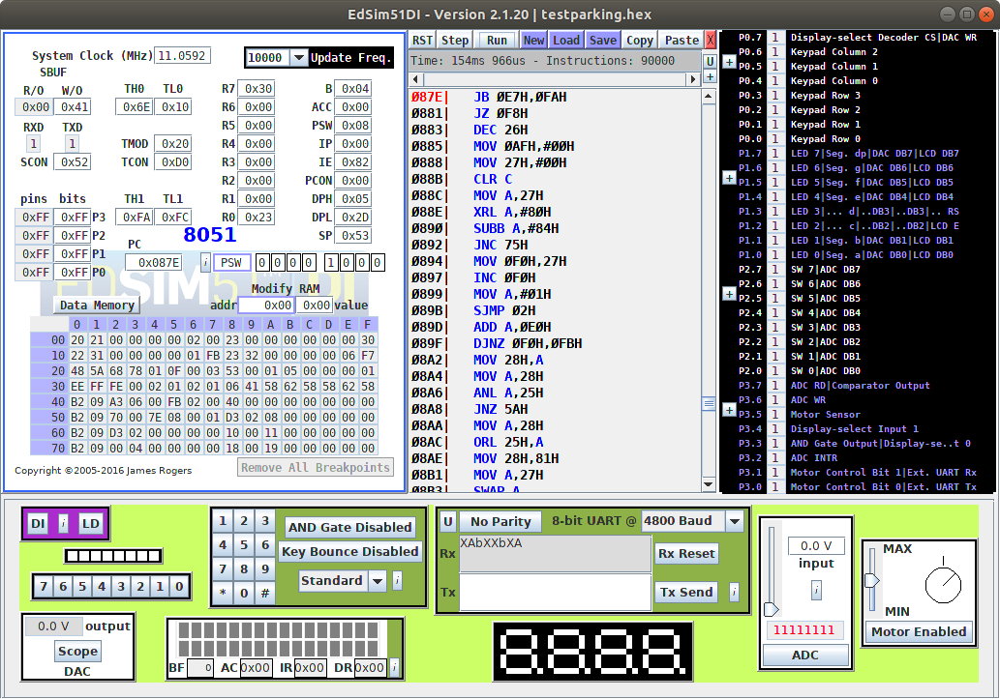 EdSim51DI - Version 2.1.20 | testparking.hex
System Clock (MHz) 11.0592 10000 Update Freq.
SBUF
R/O W/O TH0 TL0 R7 0x30 B 0x04
0x00 0x41 0x6E 0x10 R6 0x00 ACC 0x00
RXD TXD R5 0x00 PSW 0x08
1 1 TMOD 0x20 R4 0x00 IP 0x00
SCON 0x52 TCON 0xD0 R3 0x00 IE 0x82
R2 0x00 PCON 0x00
pins bits TH1 TL1 R1 0x00 DPH 0x05
0xFF 0xFF P3 0xFA 0xFC R0 0x23 DPL 0x2D
0xFF 0xFF P2 8051 SP 0x53
0xFF 0xFF P1 PC
0xFF 0xFF P0 0x087E i PSW 0 0 0 0 1 0 0 0
EDSIM51DI
Modify RAM
Data Memory addr 0x00 0x00 value
0 1 2 3 4 5 6 7 8 9 A B C D E F
00 20 21 00 00 00 00 02 00 23 00 00 00 00 00 00 30
10 22 31 00 00 00 00 01 FB 23 32 00 00 00 00 06 F7
20 48 5A 68 78 01 0F 00 03 53 00 01 05 00 00 00 01
30 EE FF FE 00 02 01 02 01 06 41 58 62 58 58 62 58
40 B2 09 A3 06 00 FB 02 00 40 00 00 00 00 00 00 00
50 B2 09 70 00 7E 08 00 01 D3 02 08 00 00 00 00 00
60 B2 09 D3 02 00 00 00 00 10 00 11 00 00 00 00 00
70 B2 09 00 04 00 00 00 00 18 00 19 00 00 00 00 00
Copyright ©2005-2016 James Rogers Remove All Breakpoints
RST Step Run New Load Save Copy Paste X
Time: 154ms 966us - Instructions: 90000 U
+
087E| JB 0E7H,0FAH
0881| JZ 0F8H
0883| DEC 26H
0885| MOV 0AFH,#00H
0888| MOV 27H,#00H
088B| CLR C
088C| MOV A,27H
088E| XRL A,#80H
0890| SUBB A,#84H
0892| JNC 75H
0894| MOV 0F0H,27H
0897| INC 0F0H
0899| MOV A,#01H
089B| SJMP 02H
089D| ADD A,0E0H
089F| DJNZ 0F0H,0FBH
08A2| MOV 28H,A
08A4| MOV A,28H
08A6| ANL A,25H
08A8| JNZ 5AH
08AA| MOV A,28H
08AC| ORL 25H,A
08AE| MOV 28H,81H
08B1| MOV A,27H
08B3| SWAP A
P0.7 1 Display-select Decoder CS|DAC WR
P0.6 1 Keypad Column 2
P0.5 1 Keypad Column 1
P0.4 1 Keypad Column 0
P0.3 1 Keypad Row 3
P0.2 1 Keypad Row 2
P0.1 1 Keypad Row 1
P0.0 1 Keypad Row 0
P1.7 1 LED 7|Seg. dp|DAC DB7|LCD DB7
P1.6 1 LED 6|Seg. g|DAC DB6|LCD DB6
P1.5 1 LED 5|Seg. f|DAC DB5|LCD DB5
P1.4 1 LED 4|Seg. e|DAC DB4|LCD DB4
P1.3 1 LED 3|... d|..DB3|..DB3|.. RS
P1.2 1 LED 2|... c|..DB2|..DB2|LCD E
P1.1 1 LED 1|Seg. b|DAC DB1|LCD DB1
P1.0 1 LED 0|Seg. a|DAC DB0|LCD DB0
P2.7 1 SW 7|ADC DB7
P2.6 1 SW 6|ADC DB6
P2.5 1 SW 5|ADC DB5
P2.4 1 SW 4|ADC DB4
P2.3 1 SW 3|ADC DB3
P2.2 1 SW 2|ADC DB2
P2.1 1 SW 1|ADC DB1
P2.0 1 SW 0|ADC DB0
P3.7 1 ADC RD|Comparator Output
P3.6 1 ADC WR
P3.5 1 Motor Sensor
P3.4 1 Display-select Input 1
P3.3 1 AND Gate Output|Display-se..t 0
P3.2 1 ADC INTR
P3.1 1 Motor Control Bit 1|Ext. UART Rx
P3.0 1 Motor Control Bit 0|Ext. UART Tx
DI i LD
7 6 5 4 3 2 1 0
0.0 V output
Scope
DAC
1 2 3 AND Gate Disabled
4 5 6 Key Bounce Disabled
7 8 9 Standard i
* 0 #
BF 0 AC 0x00 IR 0x00 DR 0x00 i
U No Parity 8-bit UART @ 4800 Baud
Rx XAbXXbXA Rx Reset
Tx Tx Send i
8.8.8.8.
0.0 V
input
i
11111111
ADC
MAX
MIN
Motor Enabled